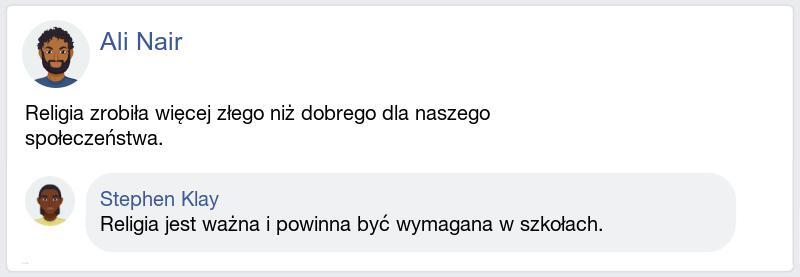 Ali Nair
Religia zrobiła więcej złego niż dobrego dla naszego
społeczeństwa.
Stephen Klay
Religia jest ważna i powinna być wymagana w szkołach.